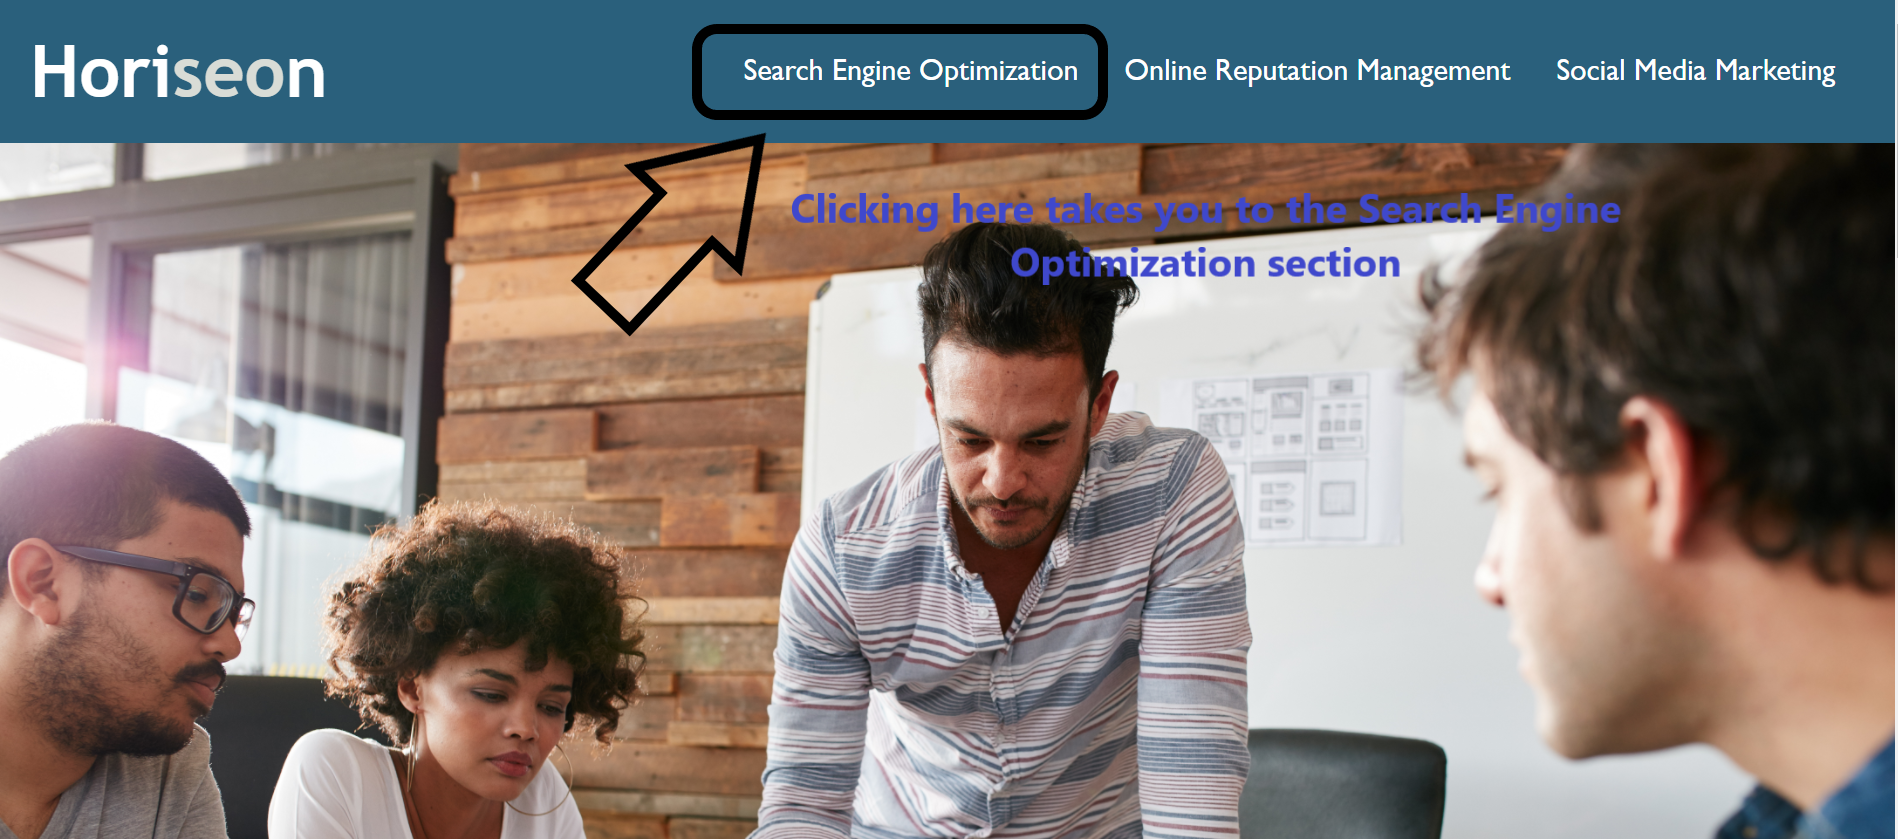 Horiseon
Search Engine Optimization
Online Reputation Management
Social Media Marketing
Clicking here takes you to the Search Engine
Optimization section